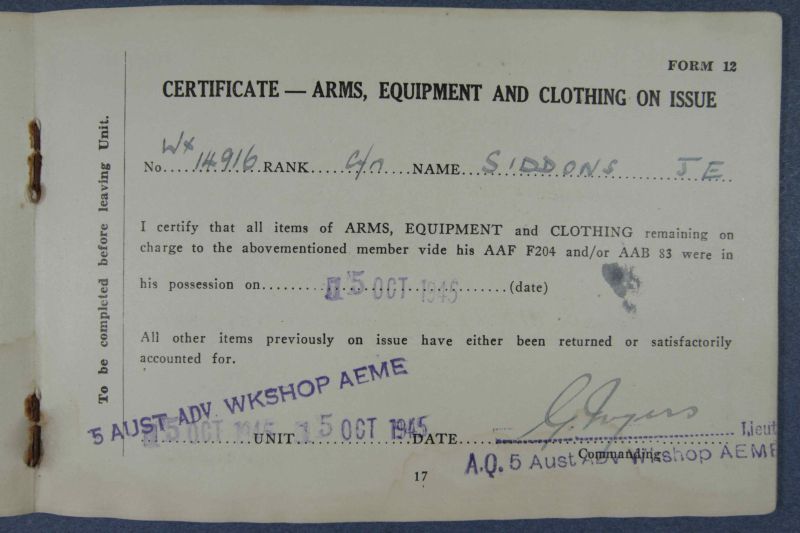 FORM 12
CERTIFICATE — ARMS, EQUIPMENT AND CLOTHING ON ISSUE
No....WX 14916 RANK......C/n....NAME...SIDDONS J E
I certify that all items of ARMS, EQUIPMENT and CLOTHING remaining on
charge to the abovementioned member vide his AAF F204 and/or AAB 83 were in
his possession on 15 OCT 1945 (date)
All other items previously on issue have either been returned or satisfactorily
accounted for.
5 AUST ADV WKSHOP AEME
15 OCT 1945 UNIT 15 OCT 1945 DATE Lieut
Commanding
A.Q. 5 Aust ADV Wkshop AEME
17
To be completed before leaving Unit.